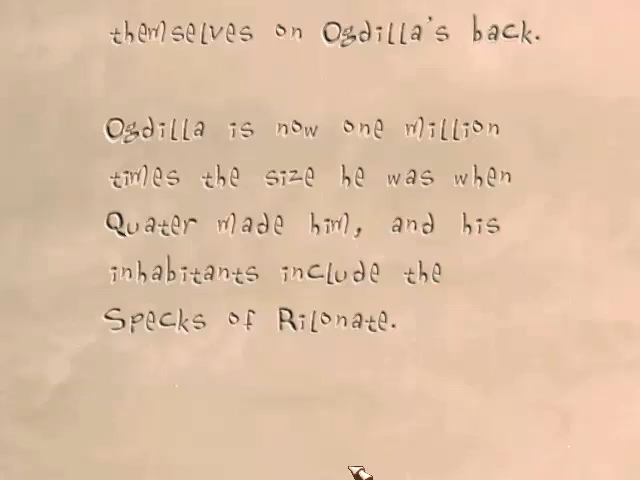 themselves on Ogdilla's back.
Ogdilla is now one million
times the size he was when
Quater made him, and his
inhabitants include the
Specks of Rilonate.